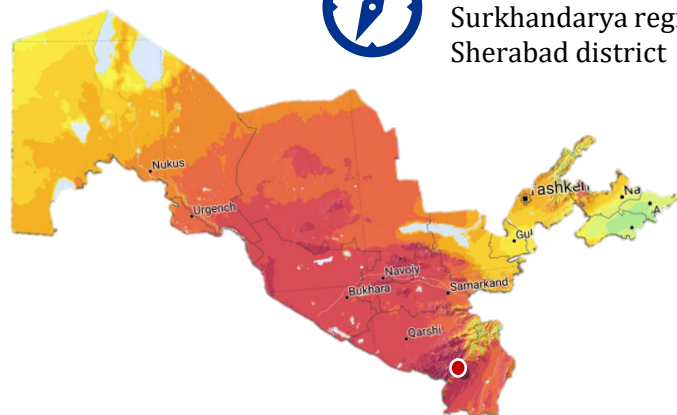 Surkhandarya
Sherabad district
Nukus
Urgench
Navoiy
Bukhara
Samarkand
Qarshi